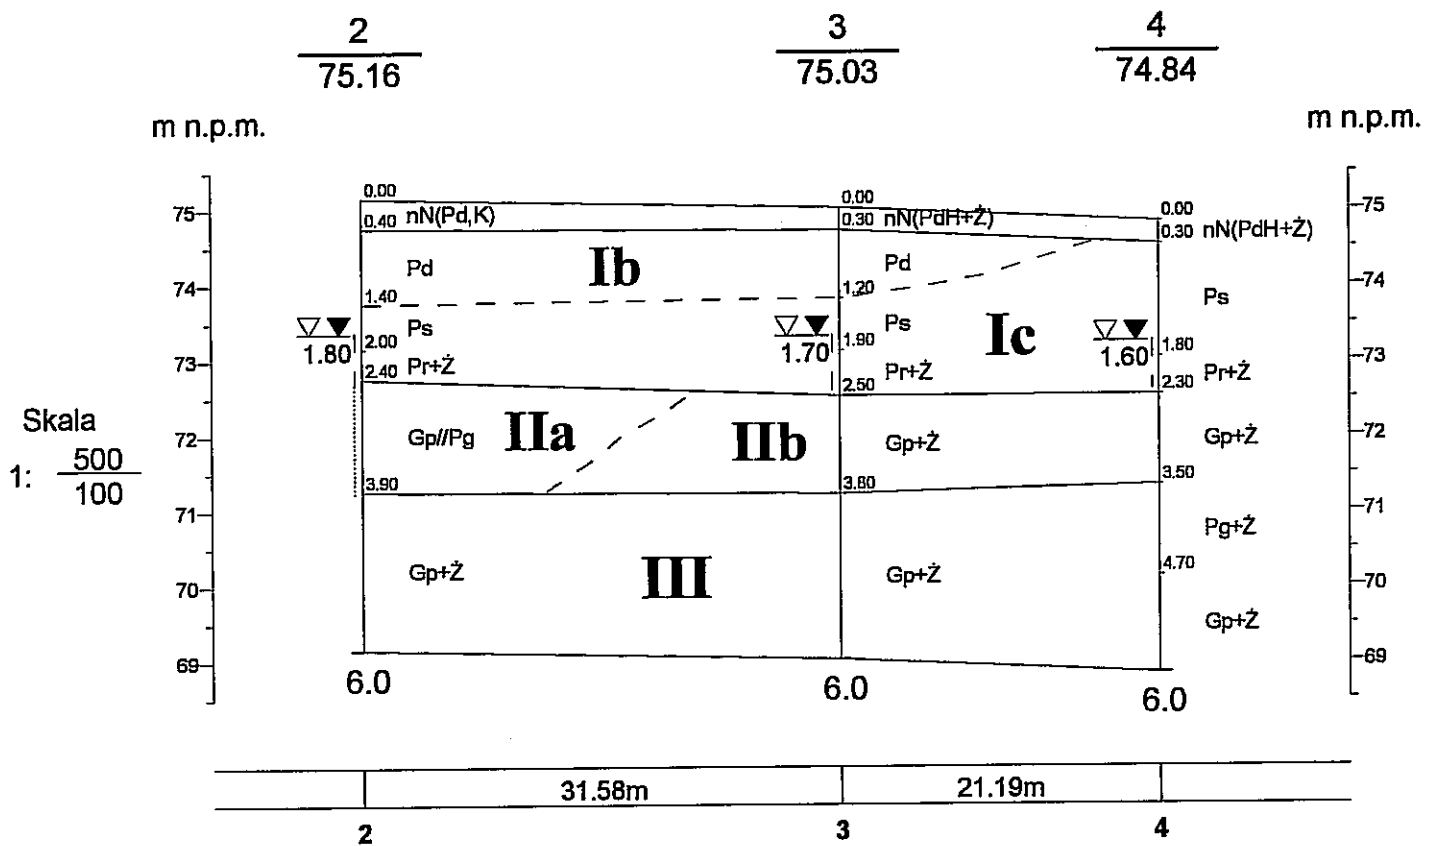 2 3 4
75.16 75.03 74.84
m n.p.m. m n.p.m.
0.00 0.00 0.00
75 nN(Pd,K) nN(PdH+Ż) 75
0.40 0.30 0.30 nN(PdH+Ż)
Pd Ib Pd
74 74
1.40 1.20 Ps
Ps Ps Ic
1.80 2.00 1.70 1.90 1.60 1.80
73 73
2.40 Pr+Ż 2.50 Pr+Ż 2.30 Pr+Ż
Skala
1: 500
100
72 Gp//Pg IIa IIb Gp+Ż Gp+Ż 72
3.90 3.80 3.50
71 Pg+Ż 71
Gp+Ż III Gp+Ż 4.70
70 70
Gp+Ż
69 69
6.0 6.0 6.0
31.58m 21.19m
2 3 4